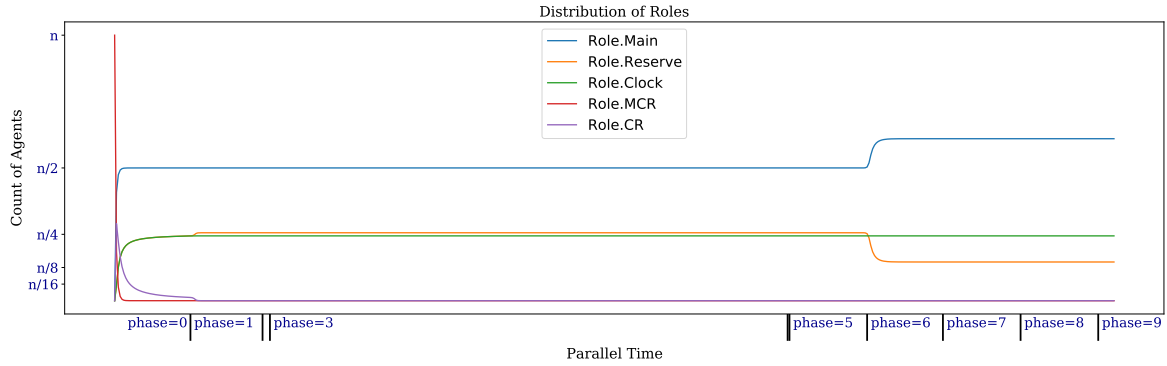 Distribution of Roles
n
n/2
n/4
n/8
n/16
Count of Agents
Role.Main
Role.Reserve
Role.Clock
Role.MCR
Role.CR
phase=0 phase=1 phase=3 phase=5 phase=6 phase=7 phase=8 phase=9
Parallel Time